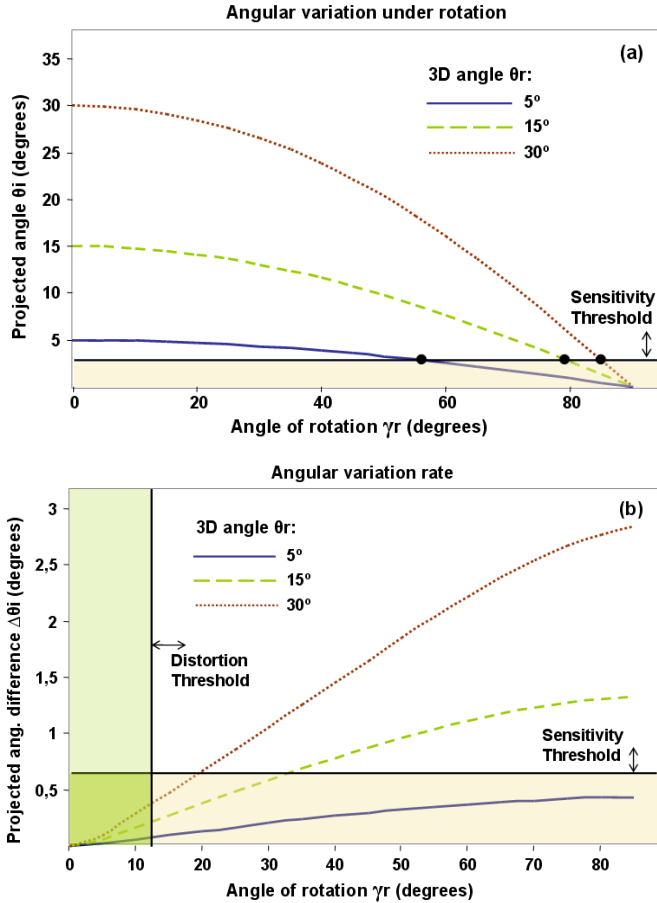 Angular variation under rotation
(a)
Projected angle θi (degrees)
35
30
25
20
15
10
5
3D angle θr:
5º
15º
30º
Sensitivity
Threshold
0
20
40
60
80
Angle of rotation γr (degrees)
Angular variation rate
(b)
Projected ang. difference Δθi (degrees)
3
2,5
2
1,5
1
0,5
3D angle θr:
5º
15º
30º
Distortion
Threshold
Sensitivity
Threshold
0
10
20
30
40
50
60
70
80
Angle of rotation γr (degrees)